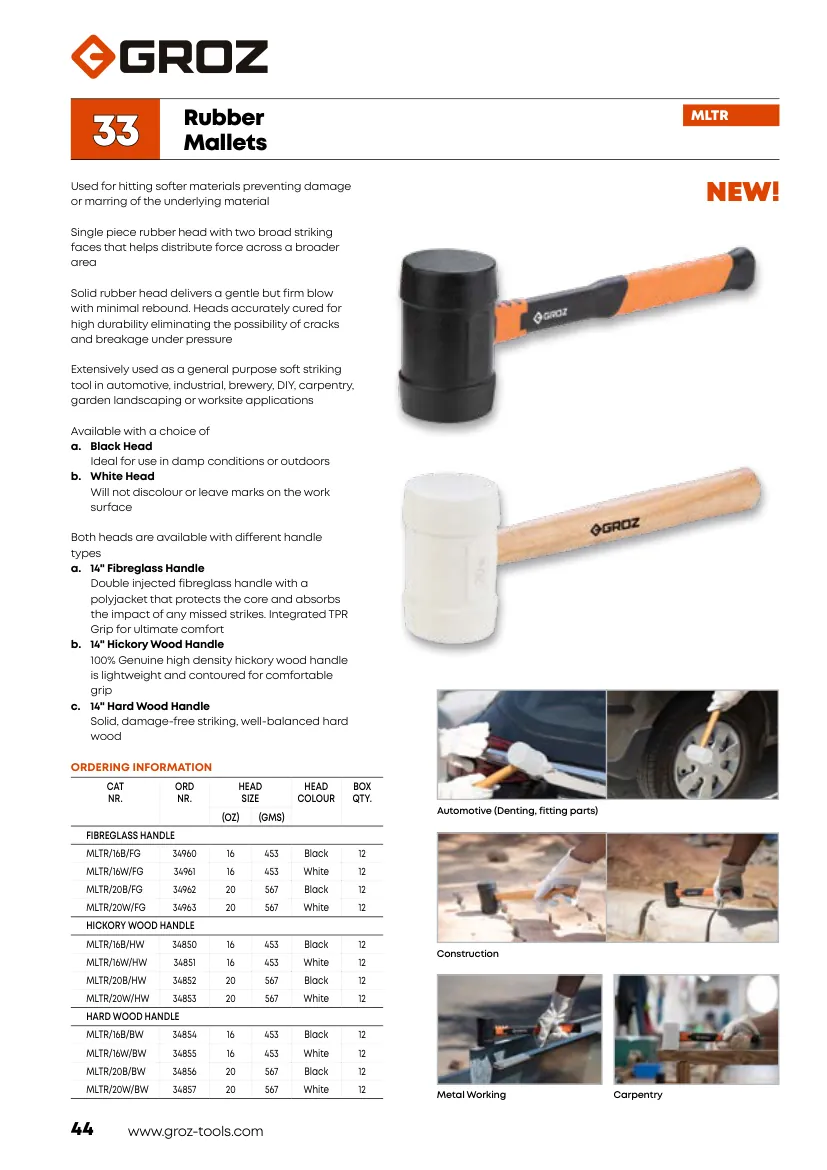 GROZ
33
Rubber
Mallets
MLTR
NEW!
Used for hitting softer materials preventing damage
or marring of the underlying material
Single piece rubber head with two broad striking
faces that helps distribute force across a broader
area
Solid rubber head delivers a gentle but firm blow
with minimal rebound. Heads accurately cured for
high durability eliminating the possibility of cracks
and breakage under pressure
Extensively used as a general purpose soft striking
tool in automotive, industrial, brewery, DIY, carpentry,
garden landscaping or worksite applications
Available with a choice of
a. Black Head
Ideal for use in damp conditions or outdoors
b. White Head
Will not discolour or leave marks on the work
surface
Both heads are available with different handle
types
a. 14" Fibreglass Handle
Double injected fibreglass handle with a
polyjacket that protects the core and absorbs
the impact of any missed strikes. Integrated TPR
Grip for ultimate comfort
b. 14" Hickory Wood Handle
100% Genuine high density hickory wood handle
is lightweight and contoured for comfortable
grip
c. 14" Hard Wood Handle
Solid, damage-free striking, well-balanced hard
wood
GROZ
GROZ
ORDERING INFORMATION
CAT NR. ORD NR. HEAD SIZE HEAD COLOUR BOX QTY.
(OZ) (GMS)
FIBREGLASS HANDLE
MLTR/16B/FG 34960 16 453 Black 12
MLTR/16W/FG 34961 16 453 White 12
MLTR/20B/FG 34962 20 567 Black 12
MLTR/20W/FG 34963 20 567 White 12
HICKORY WOOD HANDLE
MLTR/16B/HW 34850 16 453 Black 12
MLTR/16W/HW 34851 16 453 White 12
MLTR/20B/HW 34852 20 567 Black 12
MLTR/20W/HW 34853 20 567 White 12
HARD WOOD HANDLE
MLTR/16B/BW 34854 16 453 Black 12
MLTR/16W/BW 34855 16 453 White 12
MLTR/20B/BW 34856 20 567 Black 12
MLTR/20W/BW 34857 20 567 White 12
Automotive (Denting, fitting parts)
Construction
Metal Working
Carpentry
44
www.groz-tools.com